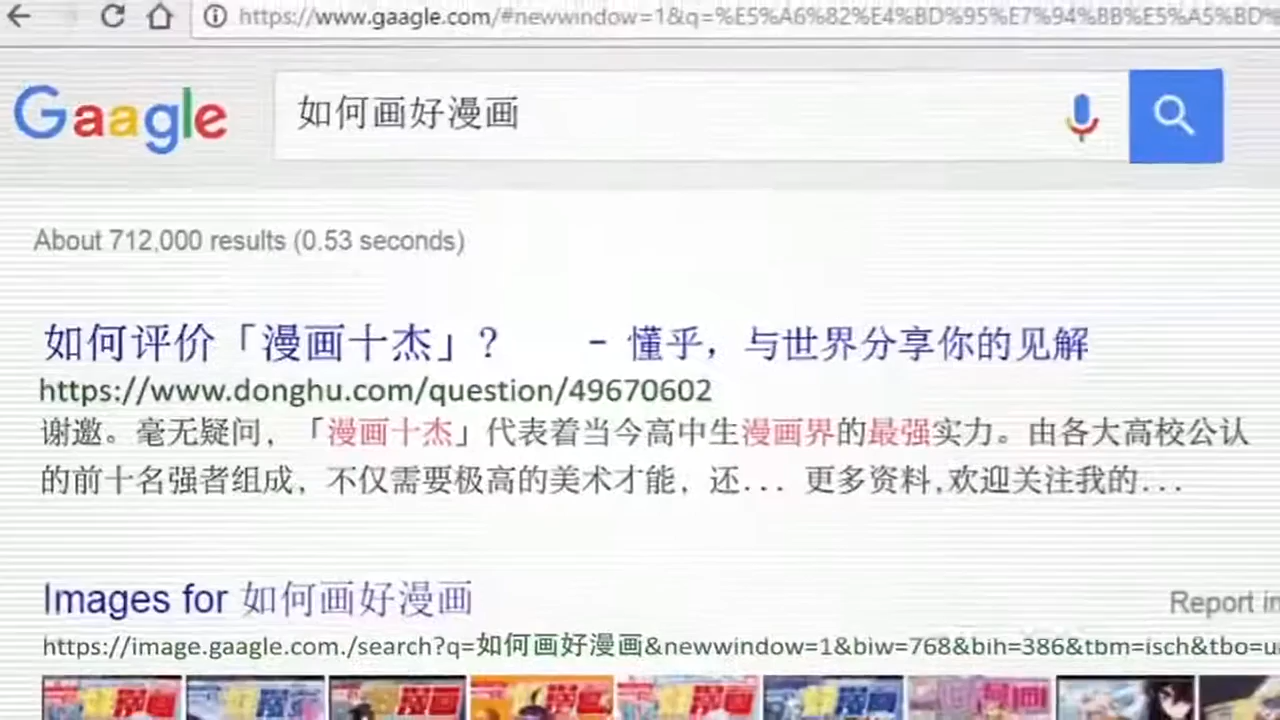 https://www.gaagle.com/#newwindow=1&q=%E5%A6%82%E4%BD%95%E7%94%BB%E5%A5%BD%
Gaagle 如何画好漫画
About 712,000 results (0.53 seconds)
如何评价「漫画十杰」？ - 懂乎，与世界分享你的见解
https://www.donghu.com/question/49670602
谢邀。毫无疑问，「漫画十杰」代表着当今高中生漫画界的最强实力。由各大高校公认
的前十名强者组成，不仅需要极高的美术才能，还... 更多资料,欢迎关注我的...
Images for 如何画好漫画
Report in
https://image.gaagle.com./search?q=如何画好漫画&newwindow=1&biw=768&bih=386&tbm=isch&tbo=u